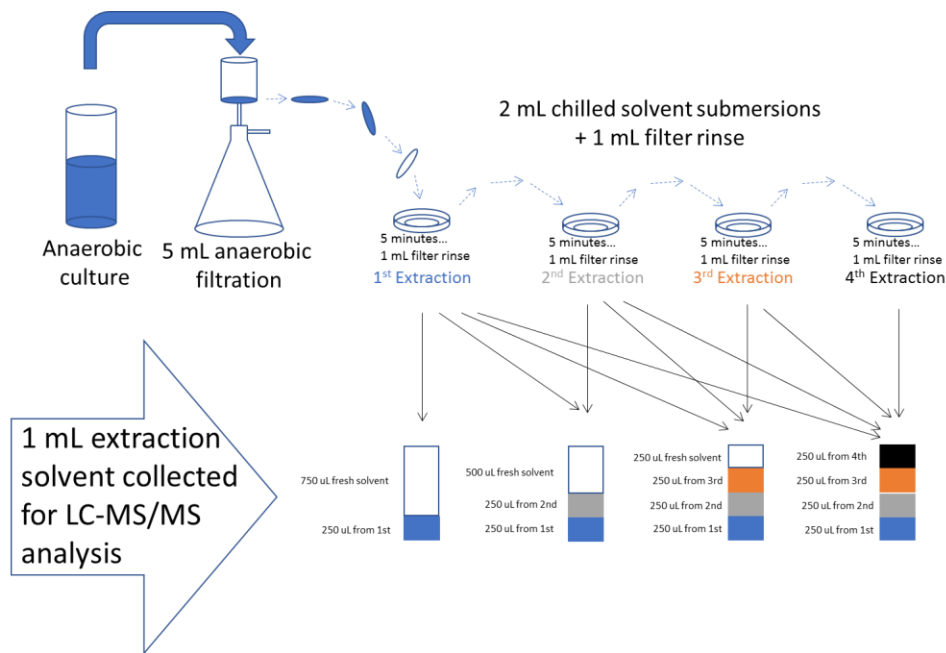 2 mL chilled solvent submersions
+ 1 mL filter rinse
Anaerobic
culture
5 mL anaerobic
filtration
5 minutes...
1 mL filter rinse
1st Extraction
5 minutes...
1 mL filter rinse
2nd Extraction
5 minutes...
1 mL filter rinse
3rd Extraction
5 minutes...
1 mL filter rinse
4th Extraction
1 mL extraction
solvent collected
for LC-MS/MS
analysis
750 uL fresh solvent
250 uL from 1st
500 uL fresh solvent
250 uL from 2nd
250 uL from 1st
250 uL fresh solvent
250 uL from 3rd
250 uL from 2nd
250 uL from 1st
250 uL from 4th
250 uL from 3rd
250 uL from 2nd
250 uL from 1st